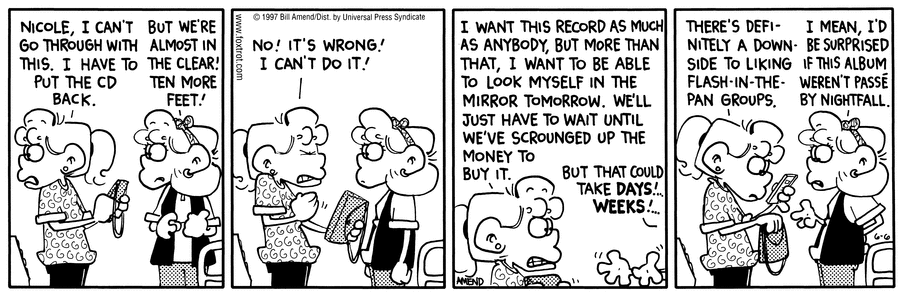 NICOLE, I CAN'T
GO THROUGH WITH
THIS. I HAVE TO
PUT THE CD
BACK.
BUT WE'RE
ALMOST IN
THE CLEAR!
TEN MORE
FEET!
www.foxtrot.com
© 1997 Bill Amend/Dist. by Universal Press Syndicate
NO! IT'S WRONG!
I CAN'T DO IT!
I WANT THIS RECORD AS MUCH
AS ANYBODY, BUT MORE THAN
THAT, I WANT TO BE ABLE
TO LOOK MYSELF IN THE
MIRROR TOMORROW. WE'LL
JUST HAVE TO WAIT UNTIL
WE'VE SCROUNGED UP THE
MONEY TO
BUY IT.
BUT THAT COULD
TAKE DAYS!..
WEEKS!...
AMEND
THERE'S DEFI-
NITELY A DOWN-
SIDE TO LIKING
FLASH-IN-THE-
PAN GROUPS.
I MEAN, I'D
BE SURPRISED
IF THIS ALBUM
WEREN'T PASSÉ
BY NIGHTFALL.
6-6